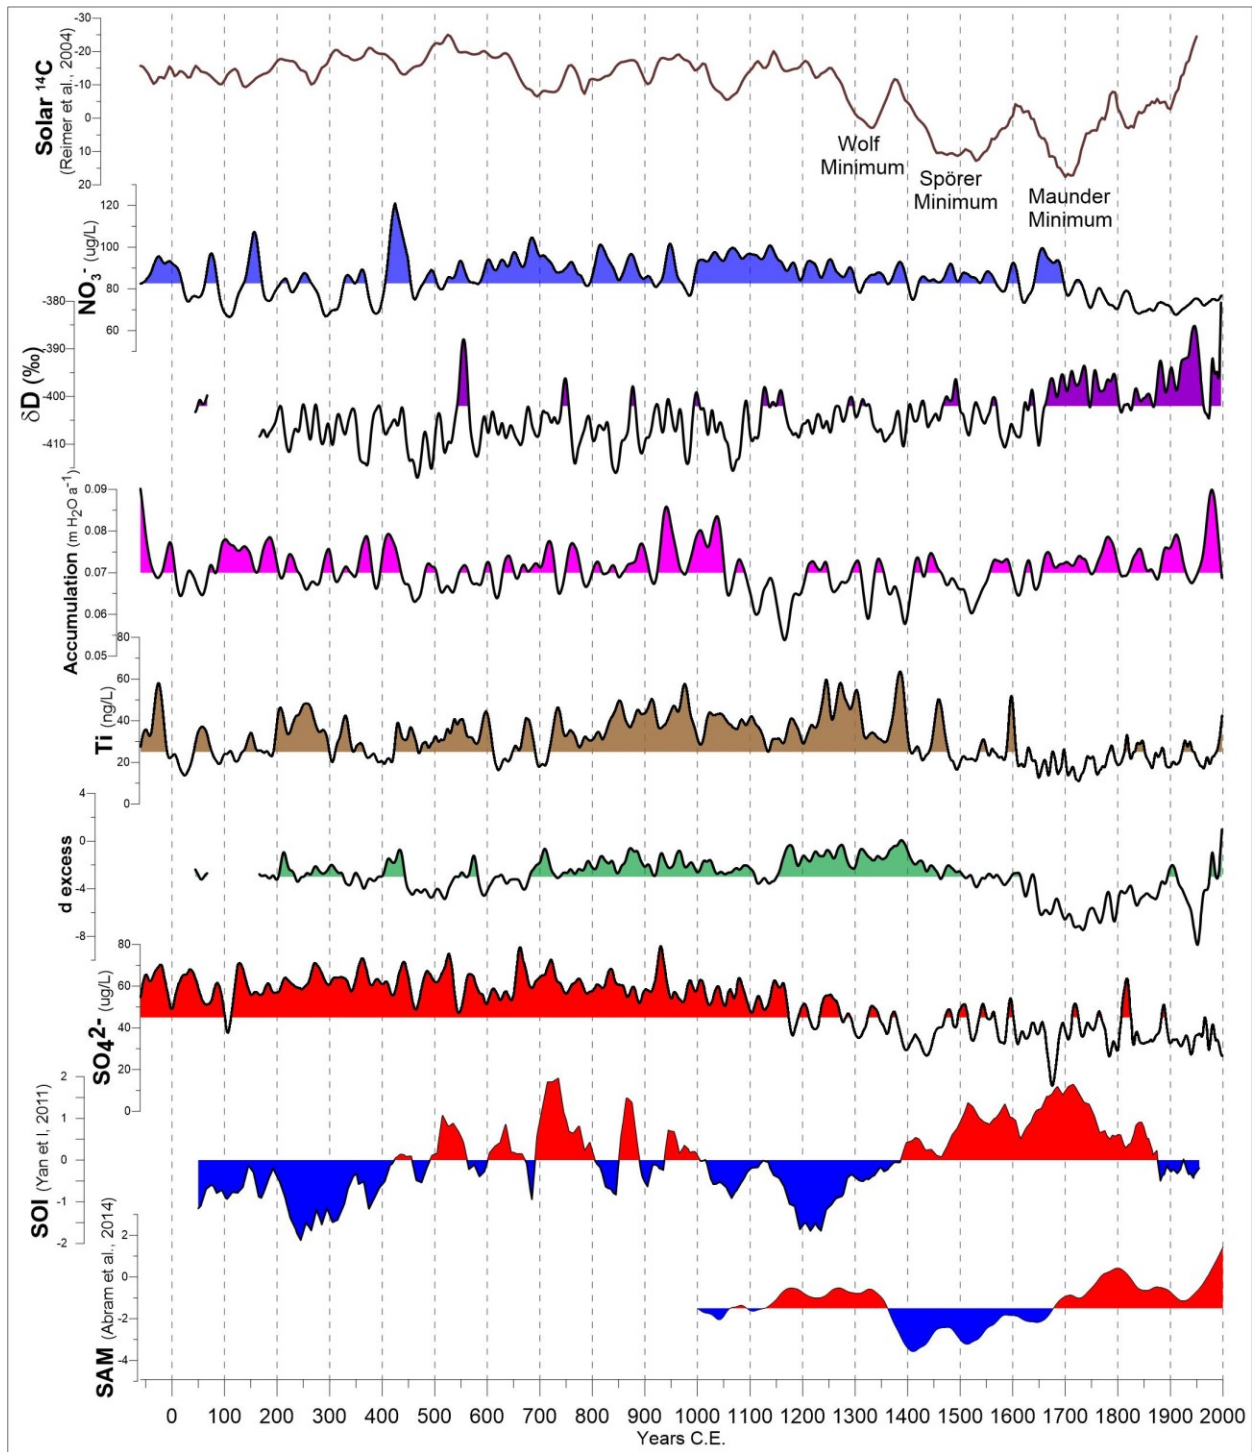 Solar ¹⁴C
(Reimer et al., 2004)
-30
-20
-10
0
10
20
Wolf
Minimum
Spörer
Minimum
Maunder
Minimum
NO₃⁻ (ug/L)
120
100
80
60
δD (‰)
-380
-390
-400
-410
Accumulation (m H₂O a⁻¹)
0.09
0.08
0.07
0.06
0.05
Ti (ng/L)
80
60
40
20
0
d excess
4
0
-4
-8
SO₄²⁻ (ug/L)
80
60
40
20
0
SOI (Yan et l, 2011)
2
1
0
-1
-2
SAM (Abram et al., 2014)
2
0
-2
-4
0 100 200 300 400 500 600 700 800 900 1000 1100 1200 1300 1400 1500 1600 1700 1800 1900 2000
Years C.E.